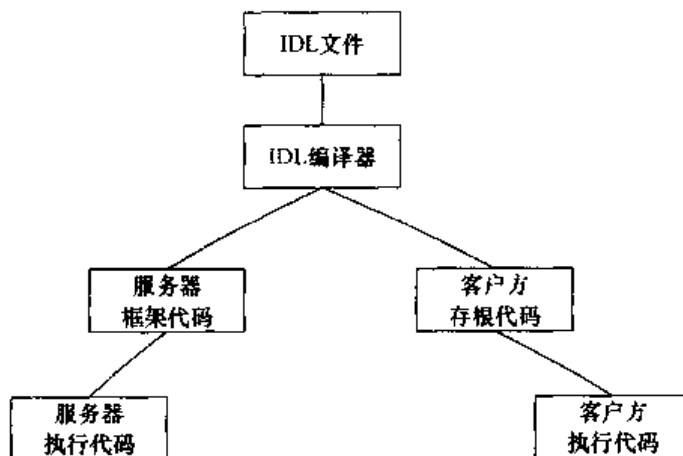 IDL文件
IDL编译器
服务器
框架代码
客户方
存根代码
服务器
执行代码
客户方
执行代码